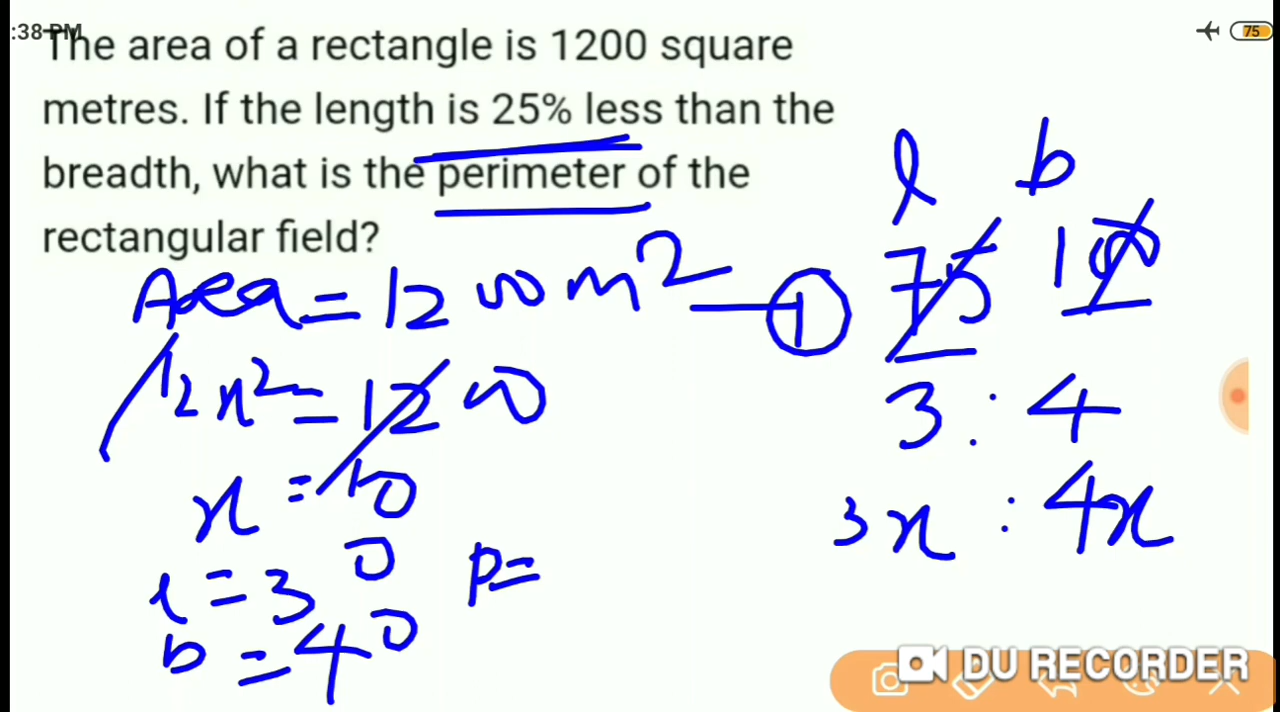 :38 PM
75
The area of a rectangle is 1200 square
metres. If the length is 25% less than the
breadth, what is the perimeter of the
rectangular field?
l b
75 100
3 : 4
3x : 4x
Area = 1200 m² — 1
12x² = 1200
x = 10
l = 30
b = 40
P=
DU RECORDER